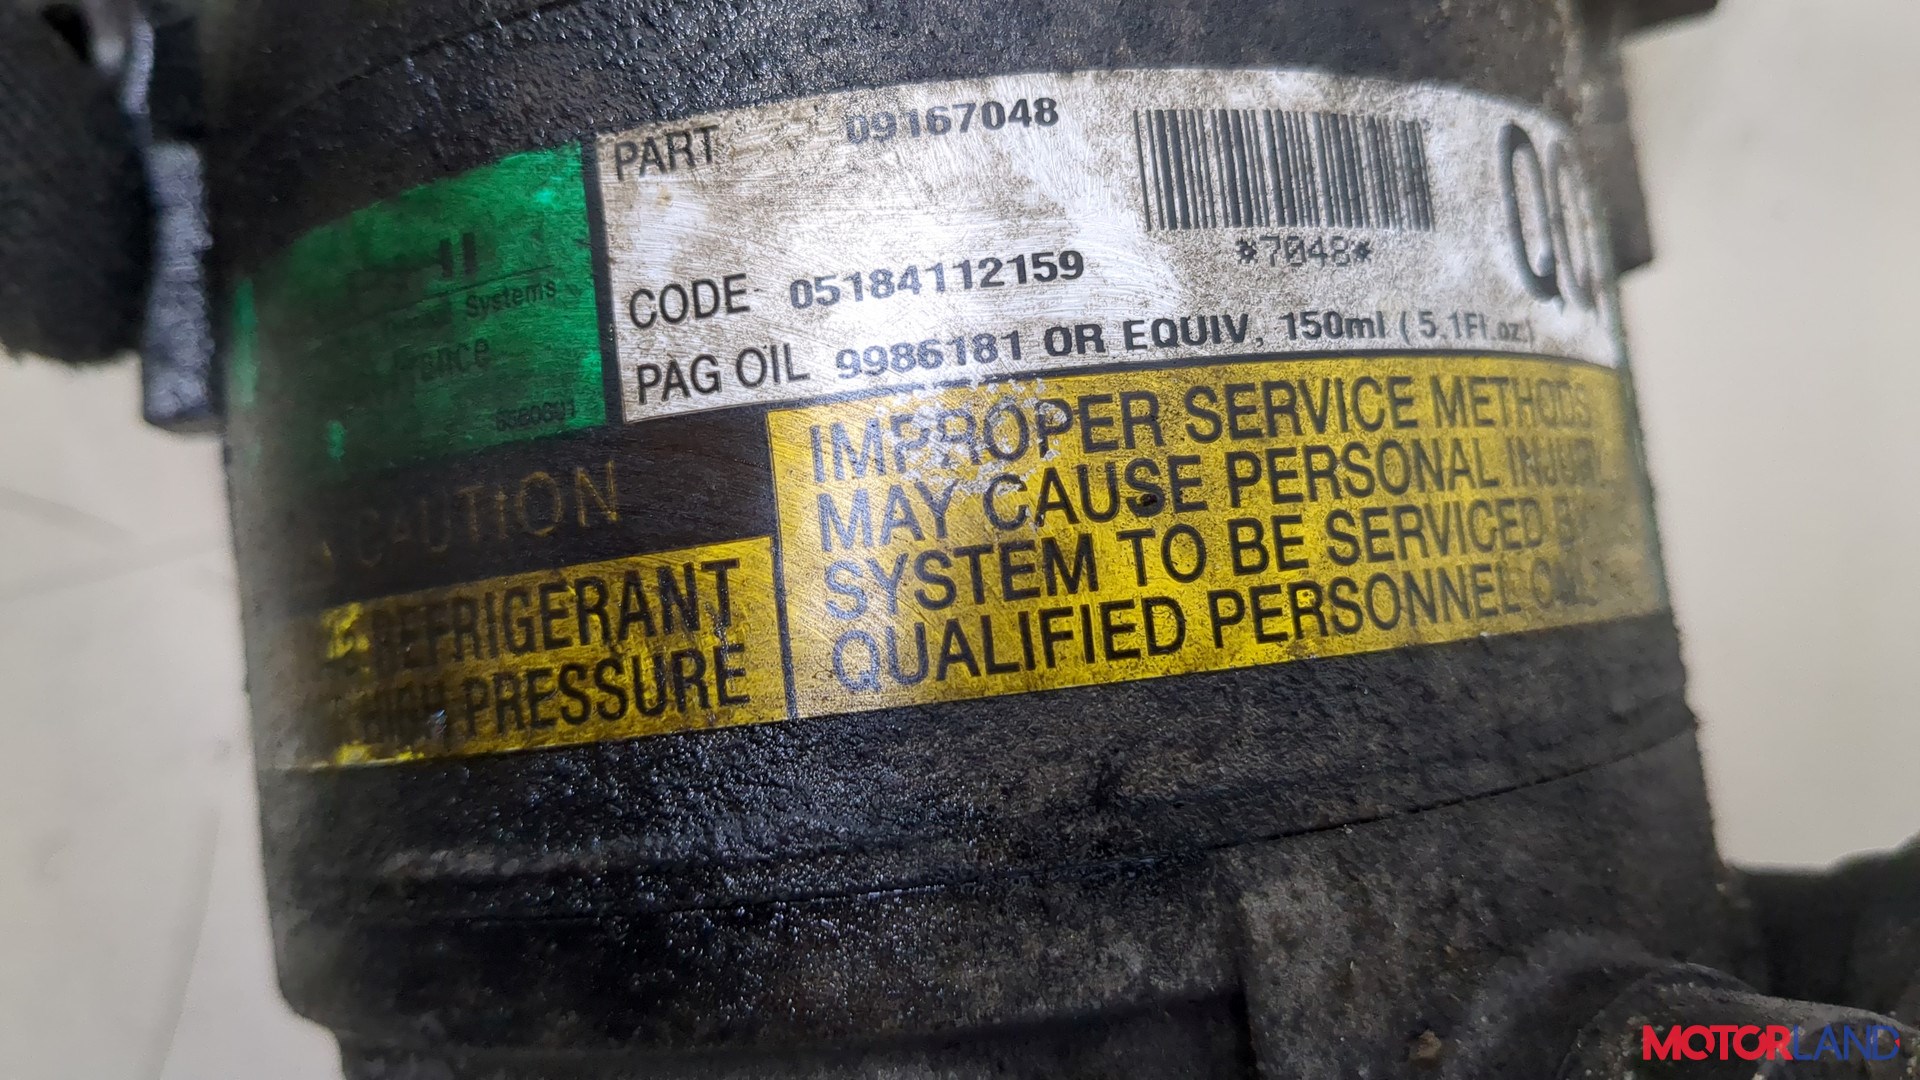 PART 09167048
*7048*
CODE 05184112159
PAG OIL 9986181 OR EQUIV, 150ml (5.1Fl.oz.)
Systems
CAUTION
REFRIGERANT
HIGH PRESSURE
IMPROPER SERVICE METHODS
MAY CAUSE PERSONAL
SYSTEM TO BE SERVICED
QUALIFIED PERSONNEL
MOTORLAND